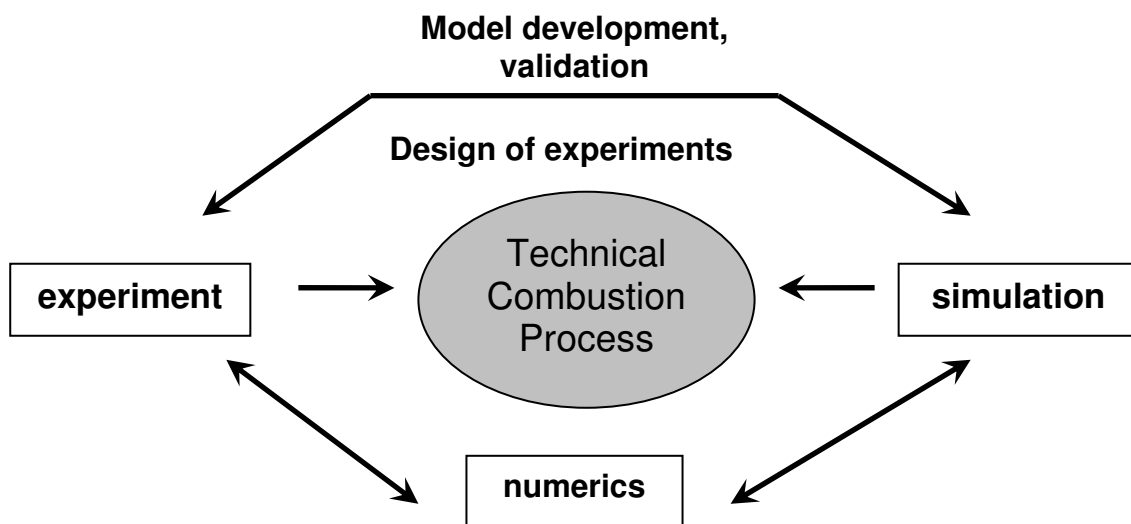 Model development,
validation
Design of experiments
Technical
Combustion
Process
experiment
simulation
numerics